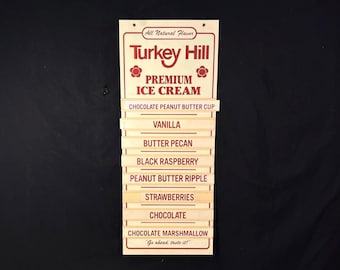 All Natural Flavor
Turkey Hill
PREMIUM
ICE CREAM
CHOCOLATE PEANUT BUTTER CUP
VANILLA
BUTTER PECAN
BLACK RASPBERRY
PEANUT BUTTER RIPPLE
STRAWBERRIES
CHOCOLATE
CHOCOLATE MARSHMALLOW
"Go ahead, taste it!"